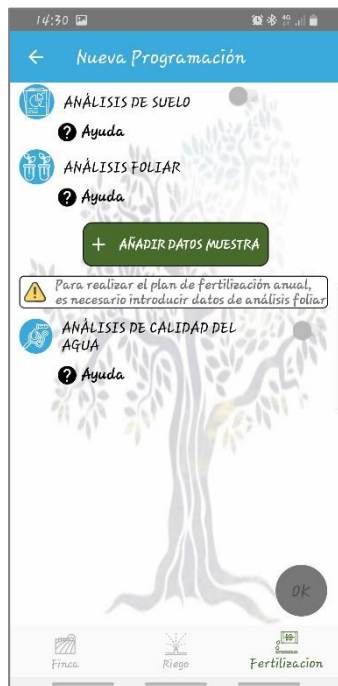 14:30
4G
Nueva Programación
ANÁLISIS DE SUELO
? Ayuda
ANÁLISIS FOLIAR
? Ayuda
+ AÑADIR DATOS MUESTRA
Para realizar el plan de fertilización anual,
es necesario introducir datos de análisis foliar
ANÁLISIS DE CALIDAD DEL
AGUA
? Ayuda
OK
Finca Riego Fertilizacion